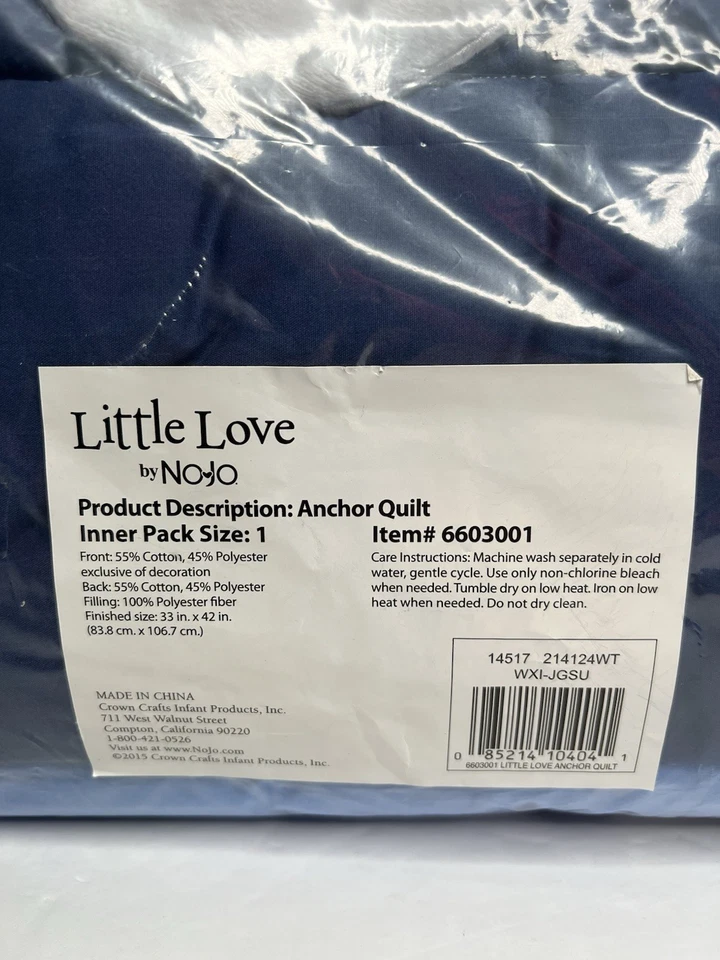 Little Love
by NoJo
Product Description: Anchor Quilt
Inner Pack Size: 1
Item# 6603001
Front: 55% Cotton, 45% Polyester
exclusive of decoration
Back: 55% Cotton, 45% Polyester
Filling: 100% Polyester fiber
Finished size: 33 in. x 42 in.
(83.8 cm. x 106.7 cm.)
Care Instructions: Machine wash separately in cold
water, gentle cycle. Use only non-chlorine bleach
when needed. Tumble dry on low heat. Iron on low
heat when needed. Do not dry clean.
MADE IN CHINA
Crown Crafts Infant Products, Inc.
711 West Walnut Street
Compton, California 90220
1-800-421-0526
Visit us at www.NoJo.com
©2015 Crown Crafts Infant Products, Inc.
14517 214124WT
WXI-JGSU
0 85214 10404 1
6603001 LITTLE LOVE ANCHOR QUILT